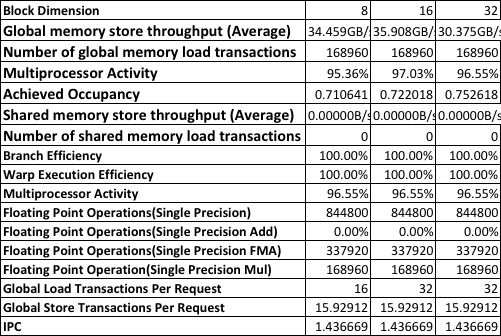 Block Dimension 8 16 32
Global memory store throughput (Average) 34.459GB/s 35.908GB/s 30.375GB/s
Number of global memory load transactions 168960 168960 168960
Multiprocessor Activity 95.36% 97.03% 96.55%
Achieved Occupancy 0.710641 0.722018 0.752618
Shared memory store throughput (Average) 0.00000B/s 0.00000B/s 0.00000B/s
Number of shared memory load transactions 0 0 0
Branch Efficiency 100.00% 100.00% 100.00%
Warp Execution Efficiency 100.00% 100.00% 100.00%
Multiprocessor Activity 96.55% 96.55% 96.55%
Floating Point Operations(Single Precision) 844800 844800 844800
Floating Point Operations(Single Precision Add) 0.00% 0.00% 0.00%
Floating Point Operations(Single Precision FMA) 337920 337920 337920
Floating Point Operation(Single Precision Mul) 168960 168960 168960
Global Load Transactions Per Request 16 32 32
Global Store Transactions Per Request 15.92912 15.92912 15.92912
IPC 1.436669 1.436669 1.436669